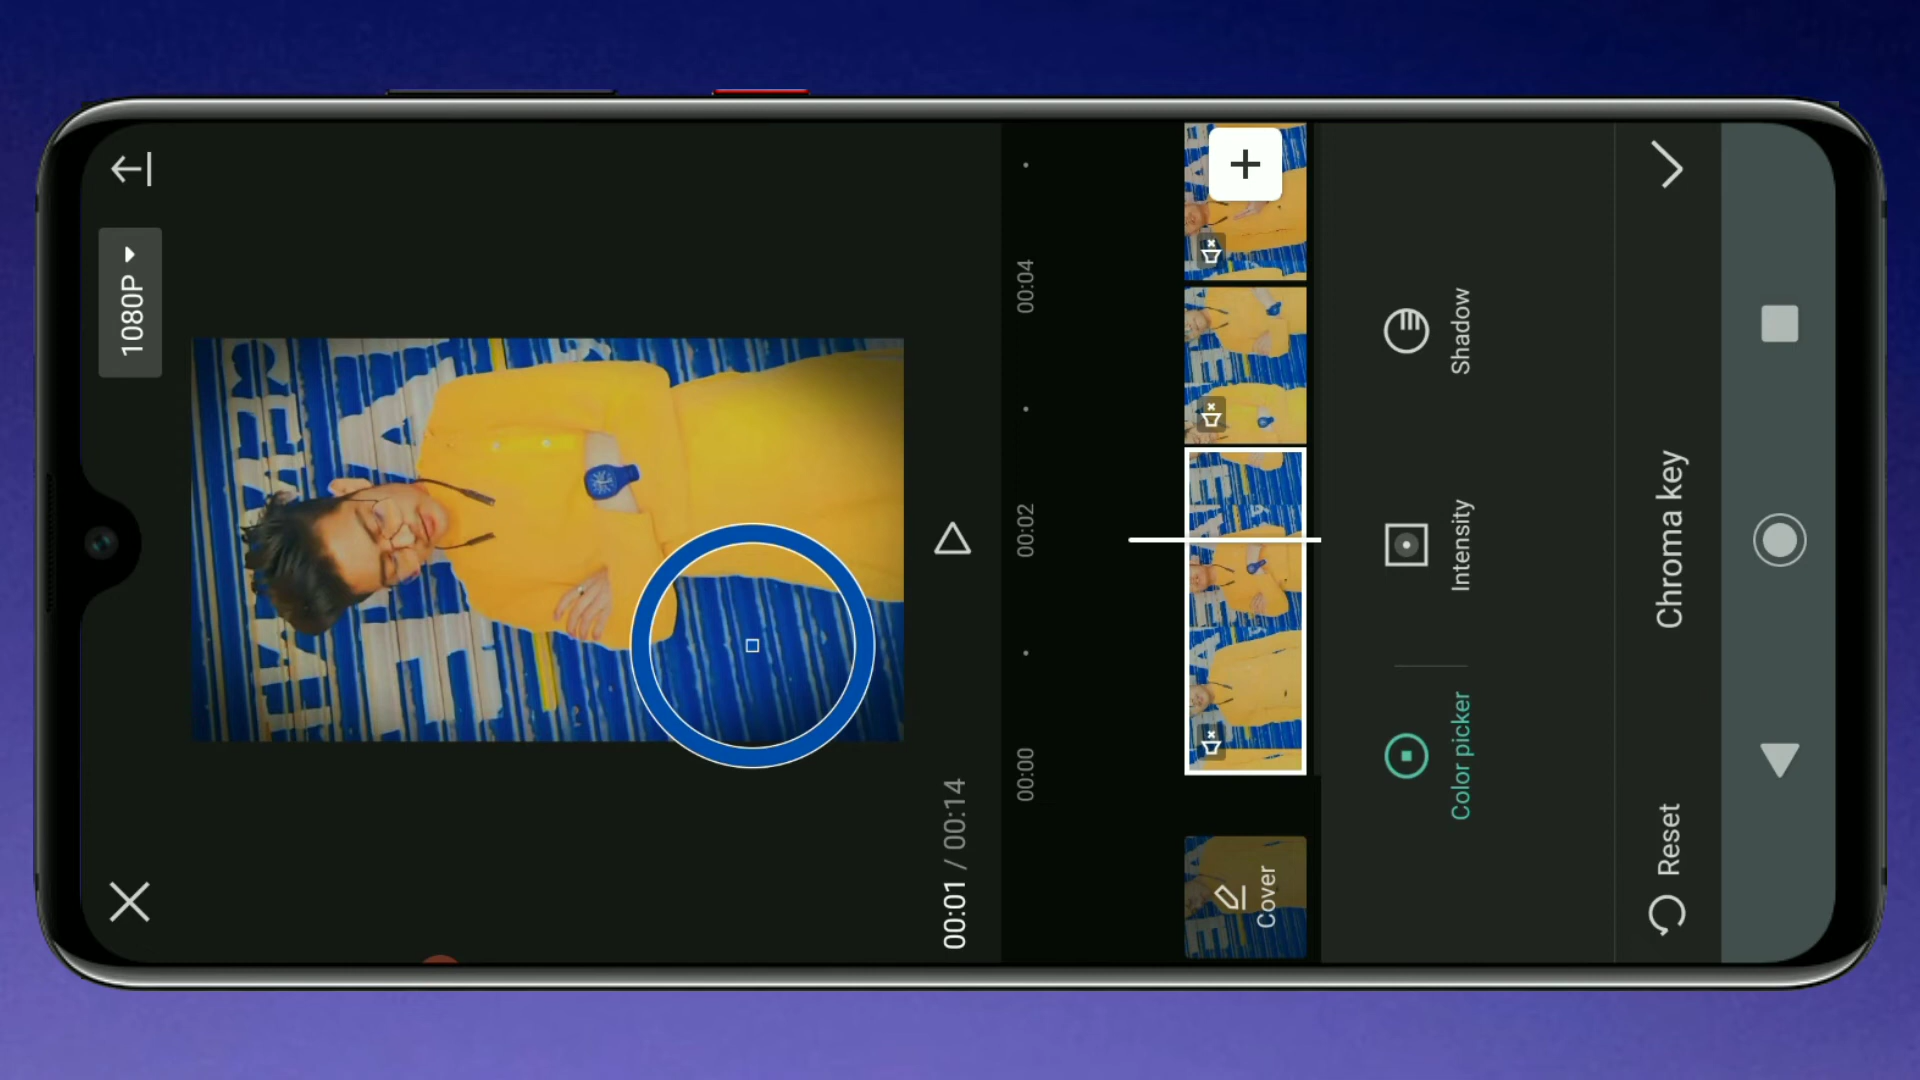 1080P
00:01 / 00:14
00:00
00:02
00:04
Cover
Color picker
Intensity
Shadow
Reset
Chroma key